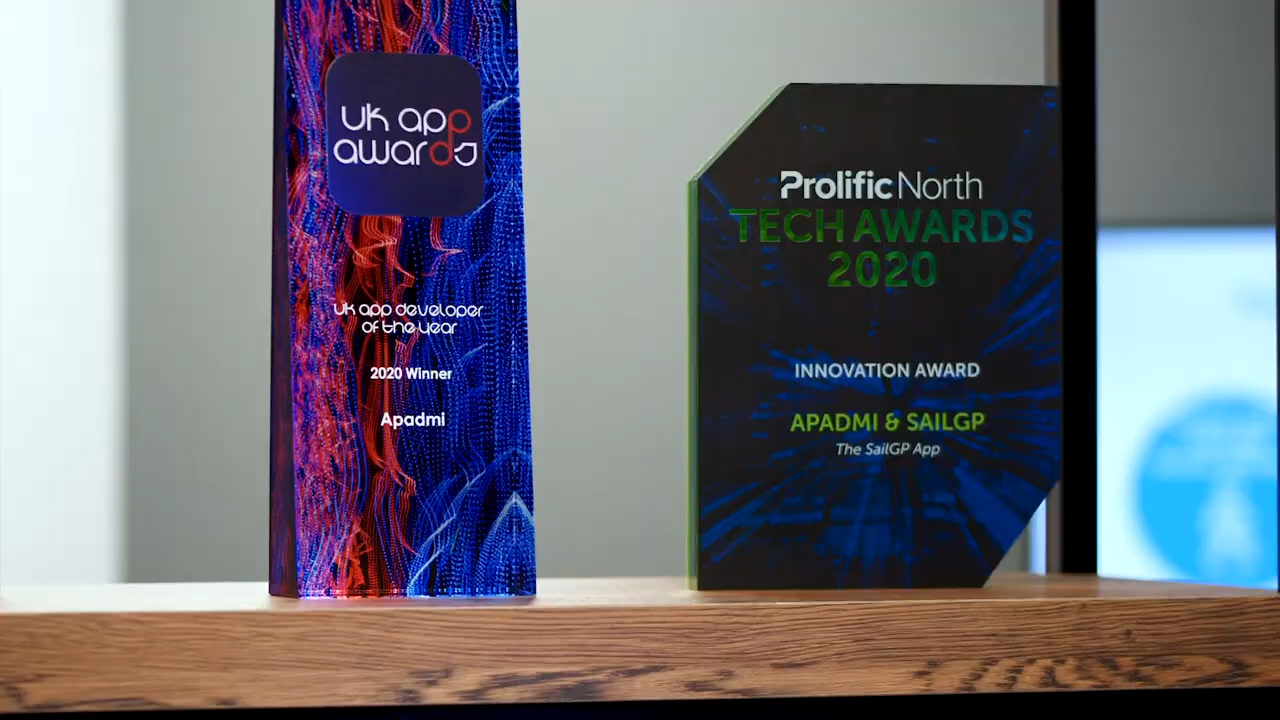 uk app
awards
uk app developer
of the year
2020 Winner
Apadmi
Prolific North
TECH AWARDS
2020
INNOVATION AWARD
APADMI & SAILGP
The SailGP App